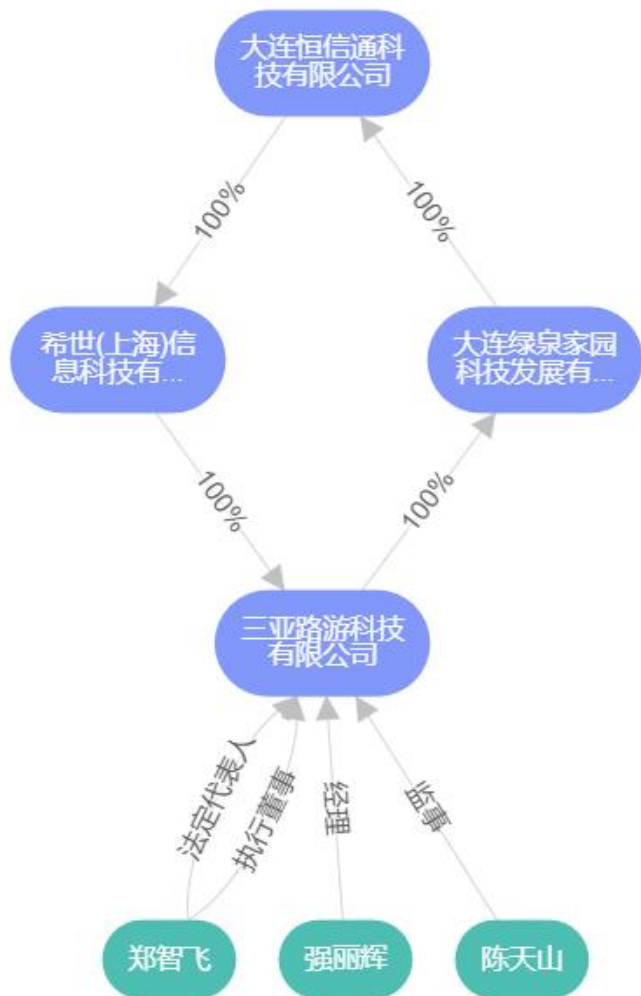 大连恒信通科
技有限公司
100%
100%
希世(上海)信
息科技有...
大连绿泉家园
科技发展有...
100%
100%
三亚路游科技
有限公司
法定代表人
执行董事
经理
监事
郑智飞
强丽辉
陈天山